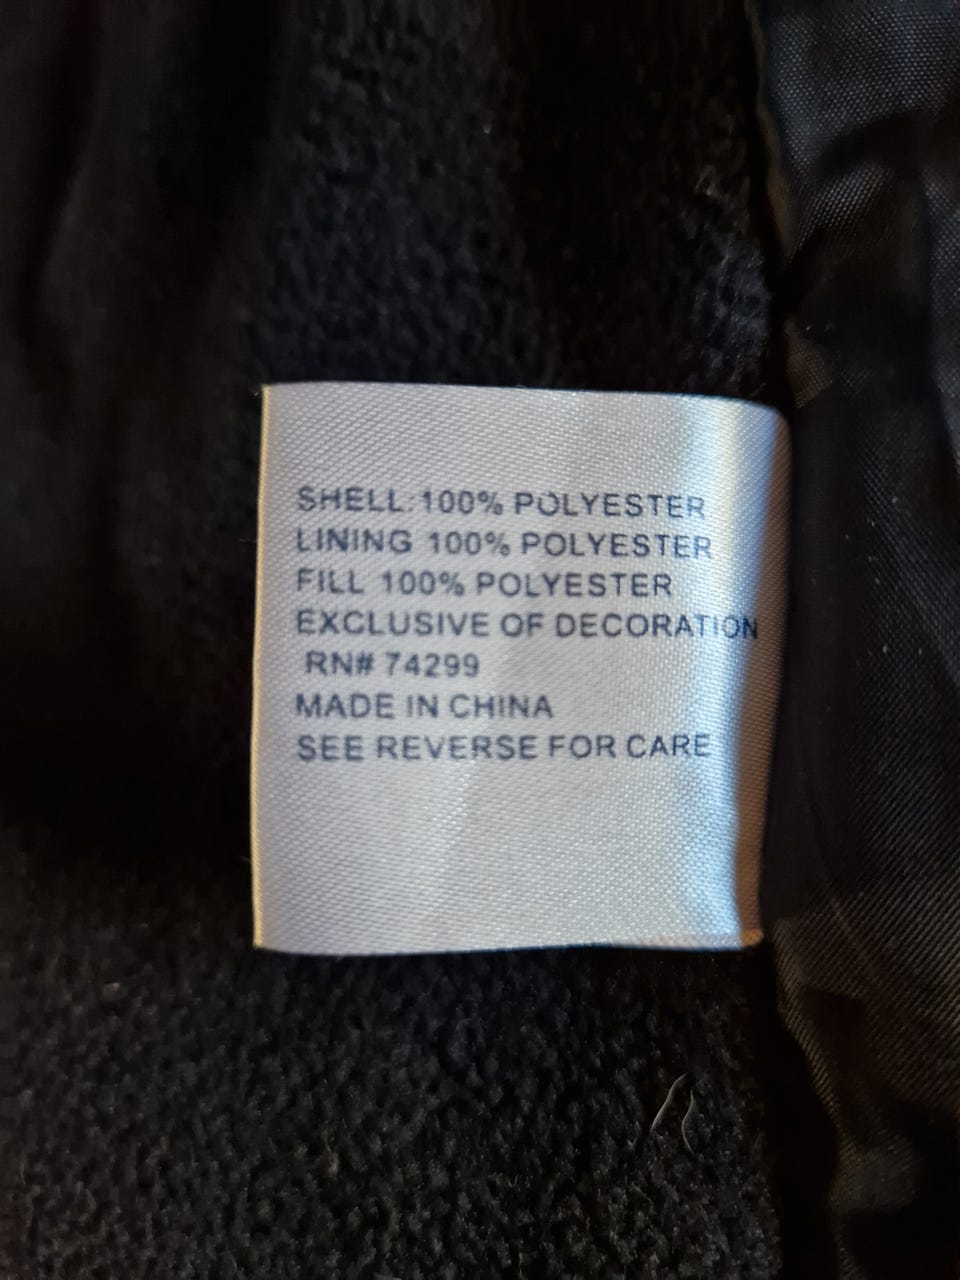 SHELL:100% POLYESTER
LINING 100% POLYESTER
FILL 100% POLYESTER
EXCLUSIVE OF DECORATION
RN# 74299
MADE IN CHINA
SEE REVERSE FOR CARE